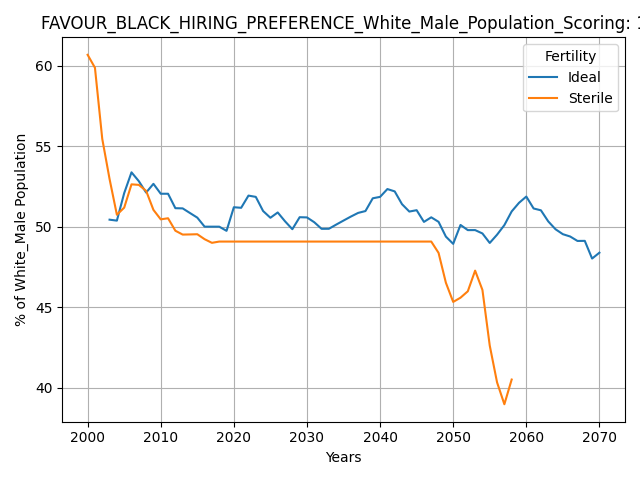 FAVOUR_BLACK_HIRING_PREFERENCE_White_Male_Population_Scoring: 1
Fertility
Ideal
Sterile
% of White_Male Population
60
55
50
45
40
2000 2010 2020 2030 2040 2050 2060 2070
Years